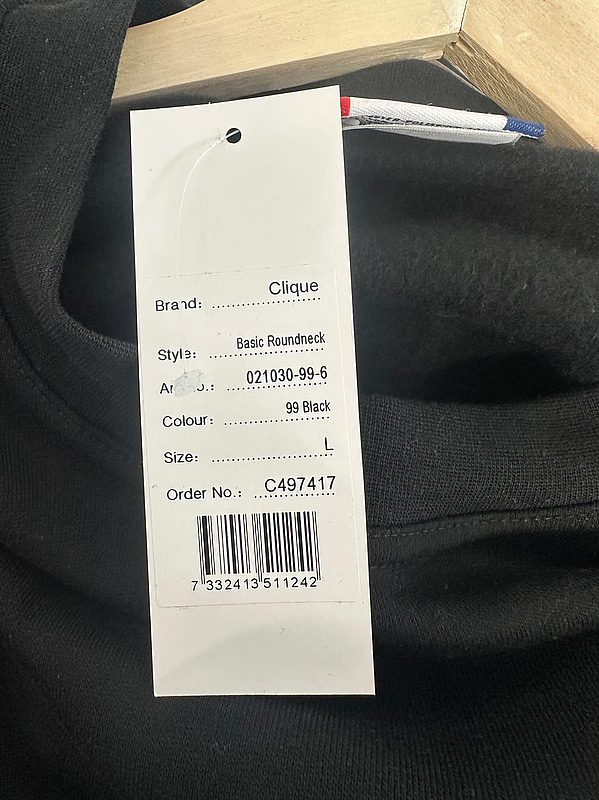 Brand: Clique
Style: Basic Roundneck
021030-99-6
Colour: 99 Black
Size: L
Order No.: C497417
7 332413 511242